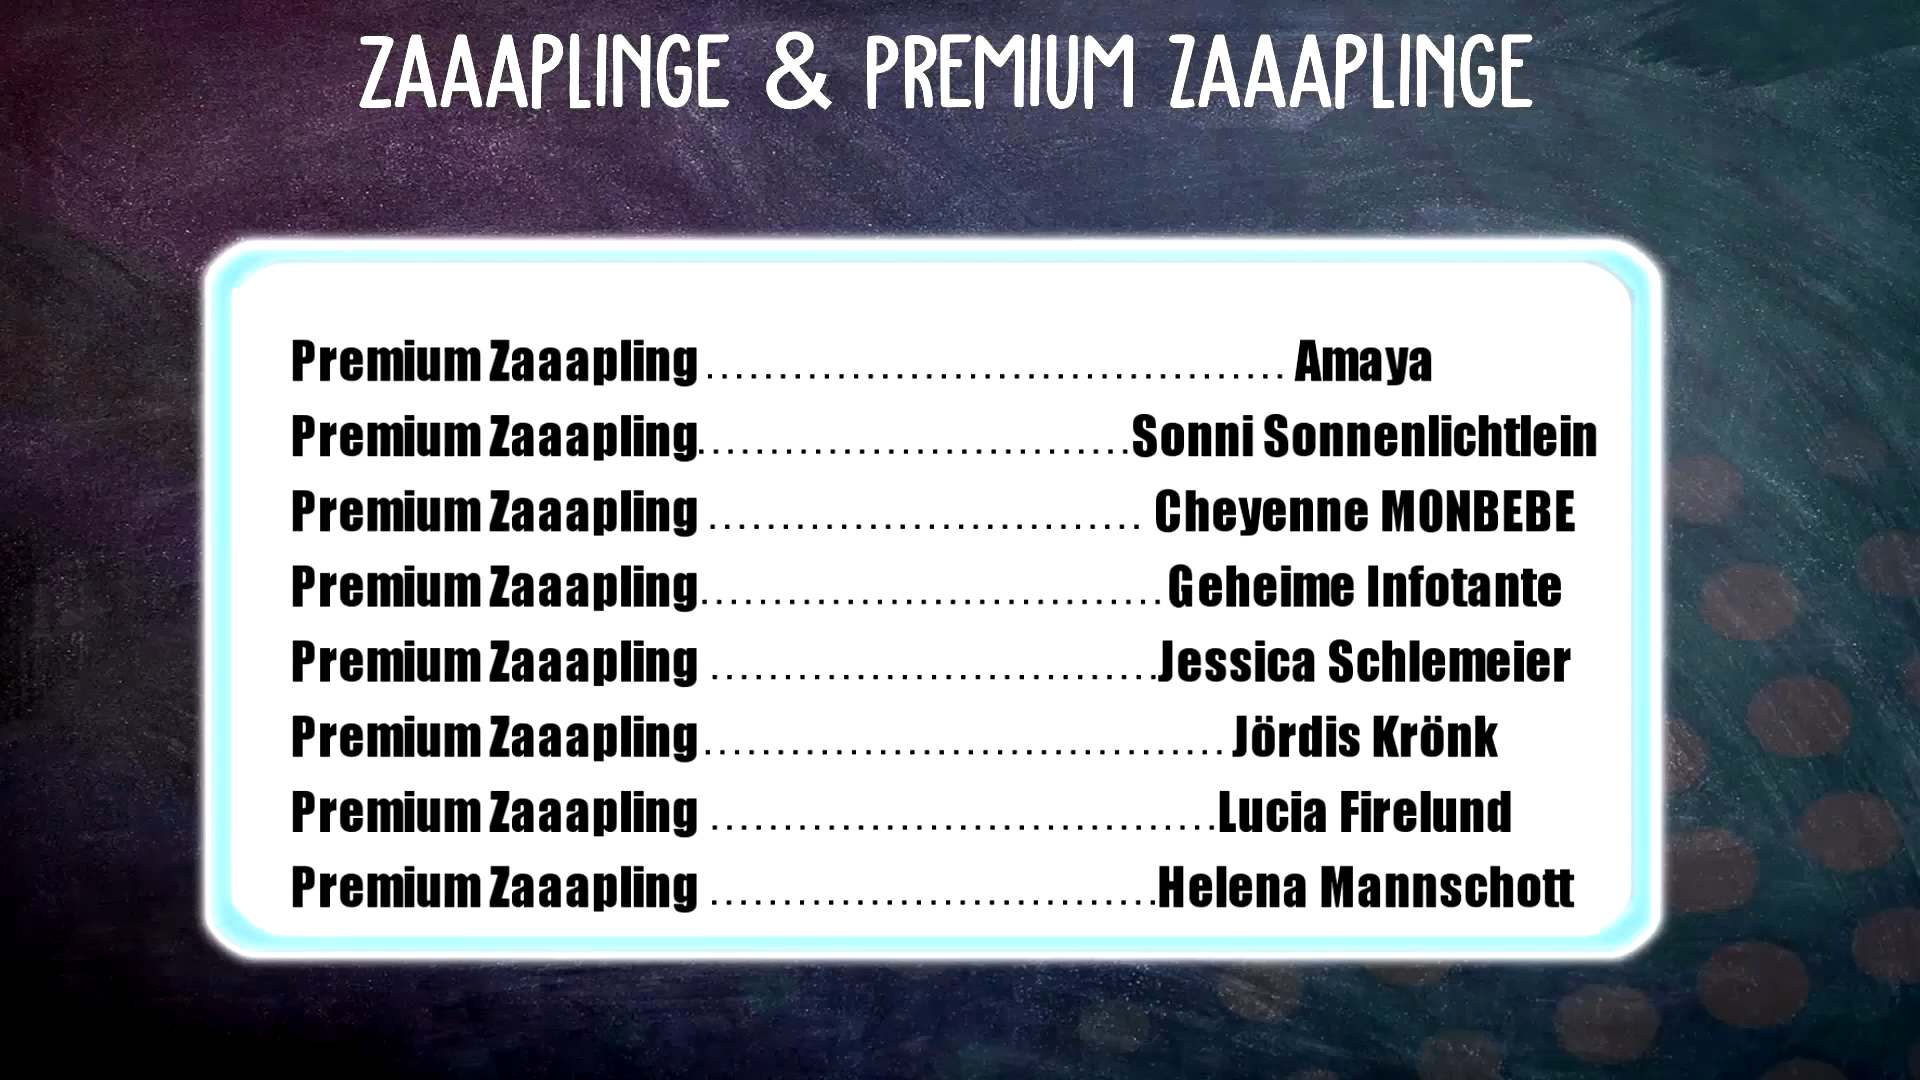 ZAAAPLINGE & PREMIUM ZAAAPLINGE
Premium Zaaapling ........................................ Amaya
Premium Zaaapling..............................Sonni Sonnenlichtlein
Premium Zaaapling .............................. Cheyenne MONBEBE
Premium Zaaapling................................Geheime Infotante
Premium Zaaapling ...............................Jessica Schlemeier
Premium Zaaapling.................................... Jördis Krönk
Premium Zaaapling ...................................Lucia Firelund
Premium Zaaapling ...............................Helena Mannschott